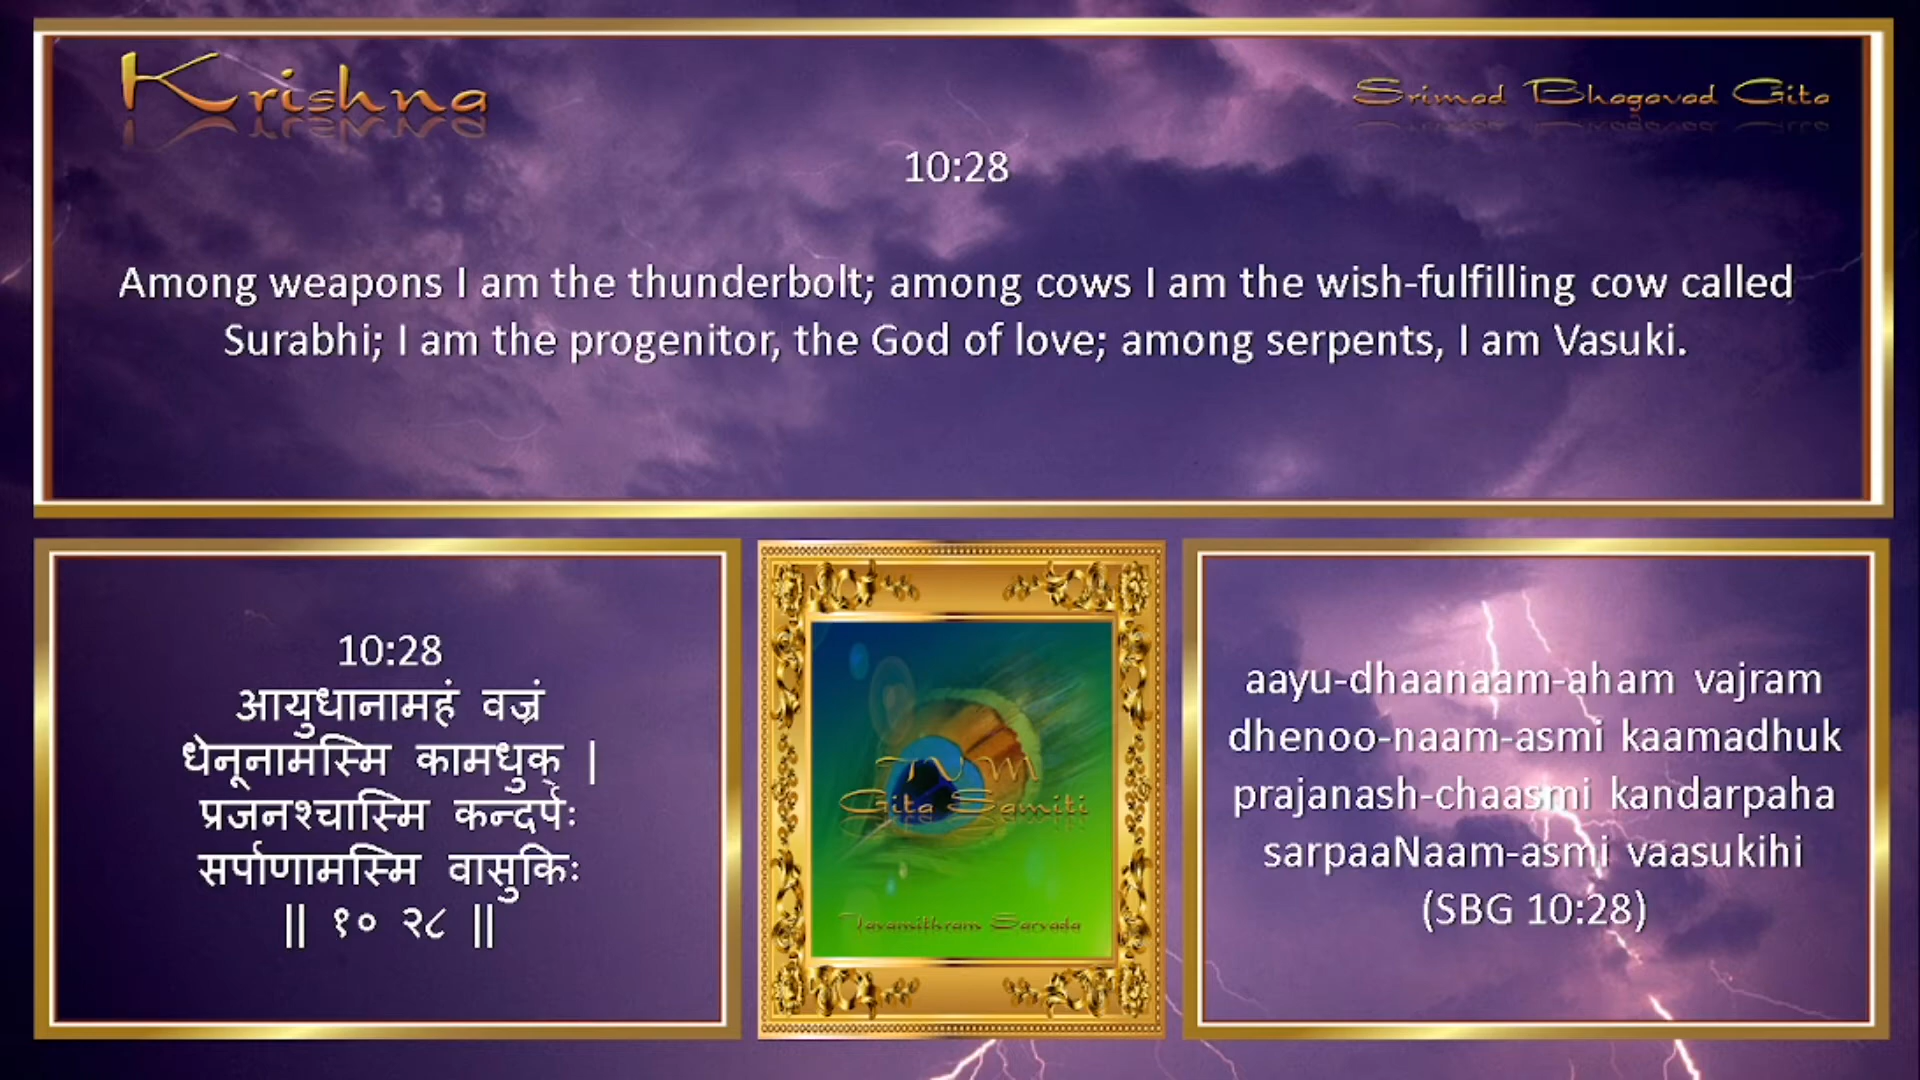 Krishna
Srimad Bhagavad Gita
10:28
Among weapons I am the thunderbolt; among cows I am the wish-fulfilling cow called
Surabhi; I am the progenitor, the God of love; among serpents, I am Vasuki.
10:28
आयुधानामहं वज्रं
धेनूनामस्मि कामधुक् |
प्रजनश्चास्मि कन्दर्पः
सर्पाणामस्मि वासुकिः
|| १० २८ ||
TVM
Gita Samiti
Tavamithram Sarvada
aayu-dhaanaam-aham vajram
dhenoo-naam-asmi kaamadhuk
prajanash-chaasmi kandarpaha
sarpaaNaam-asmi vaasukihi
(SBG 10:28)